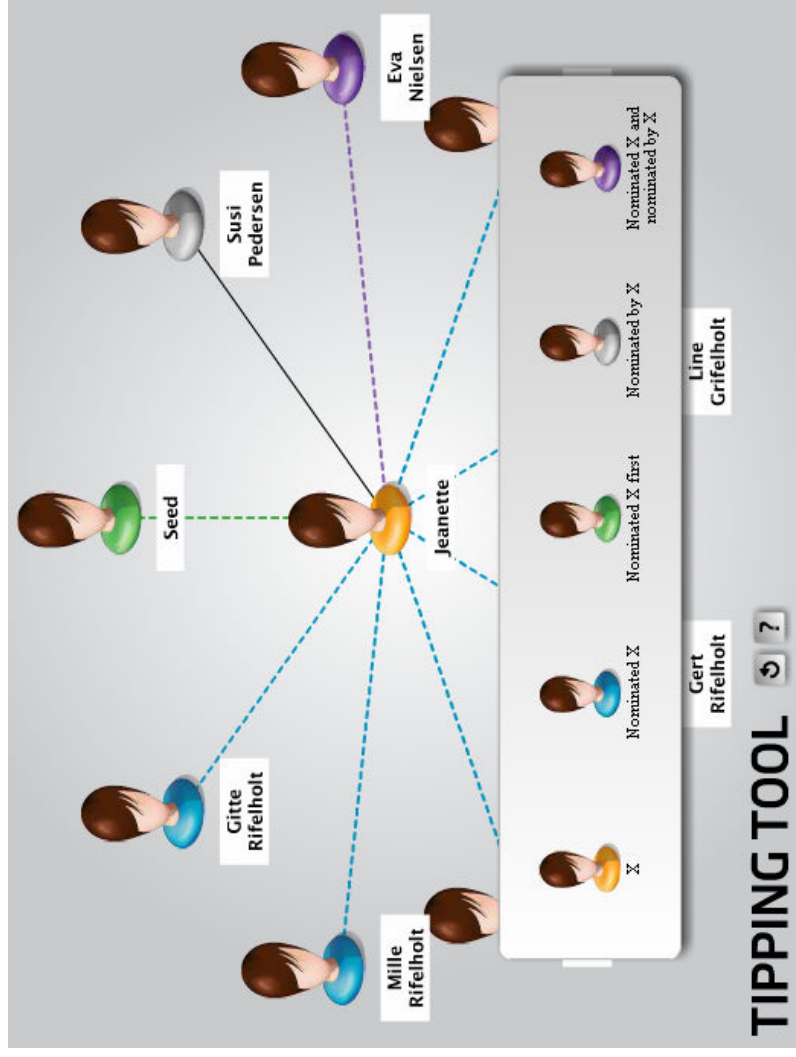 Seed
Gitte
Rifelholt
Susi
Pedersen
Mille
Rifelholt
Eva
Nielsen
Jeanette
X
Nominated X
Nominated X first
Nominated by X
Nominated X and
nominated by X
Gert
Rifelholt
Line
Grifelholt
TIPPING TOOL
?